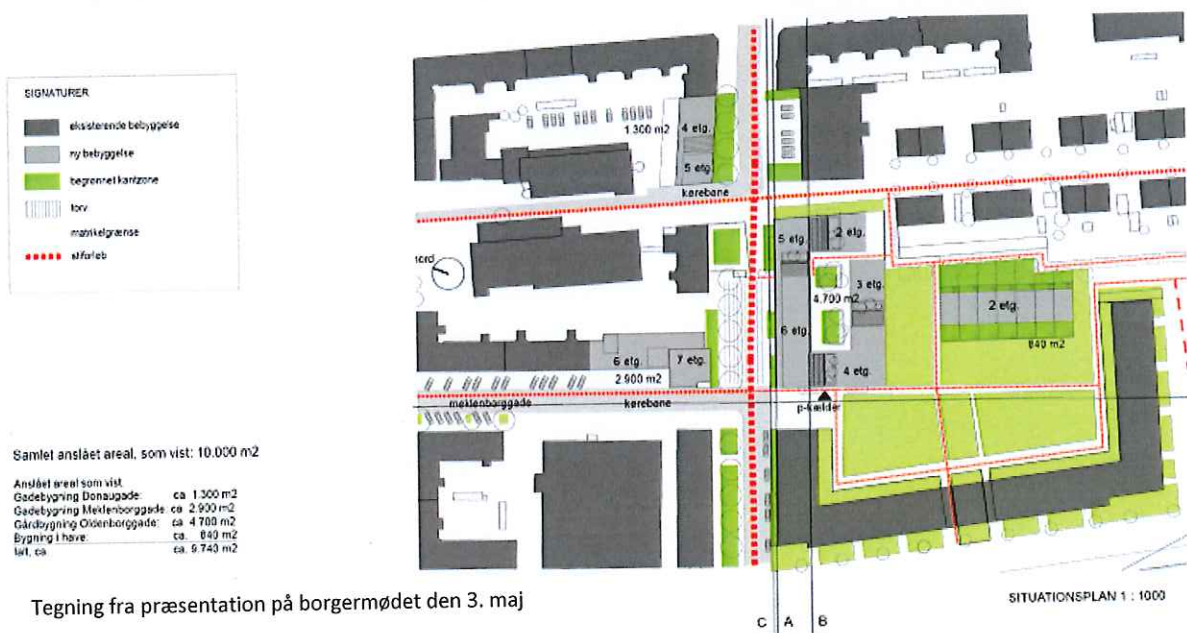 SIGNATURER
eksisterende bebyggelse
ny bebyggelse
begrønnet kantzone
torv
matrikelgrænse
stiforløb
Samlet anslået areal, som vist: 10.000 m2
Anslået areal som vist
Gadebygning Donaugade: ca 1.300 m2
Gadebygning Meklenborggade: ca 2.900 m2
Gårdbygning Oldenborggade: ca 4.700 m2
Bygning i have: ca. 840 m2
Ialt, ca ca. 9.740 m2
1.300 m2
4 etg.
5 etg.
kørebane
nord
5 etg.
2 etg.
3 etg.
4.700 m2
6 etg.
2 etg.
840 m2
6 etg.
7 etg.
2.900 m2
4 etg.
meklenborggade
kørebane
p-kælder
Tegning fra præsentation på borgermødet den 3. maj
SITUATIONSPLAN 1 : 1000
C A B